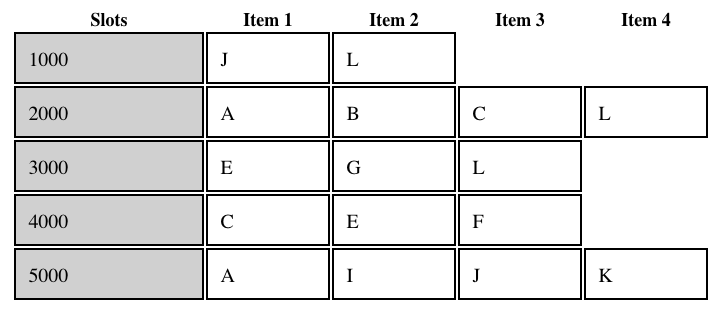 Slots Item 1 Item 2 Item 3 Item 4
1000 J L
2000 A B C L
3000 E G L
4000 C E F
5000 A I J K